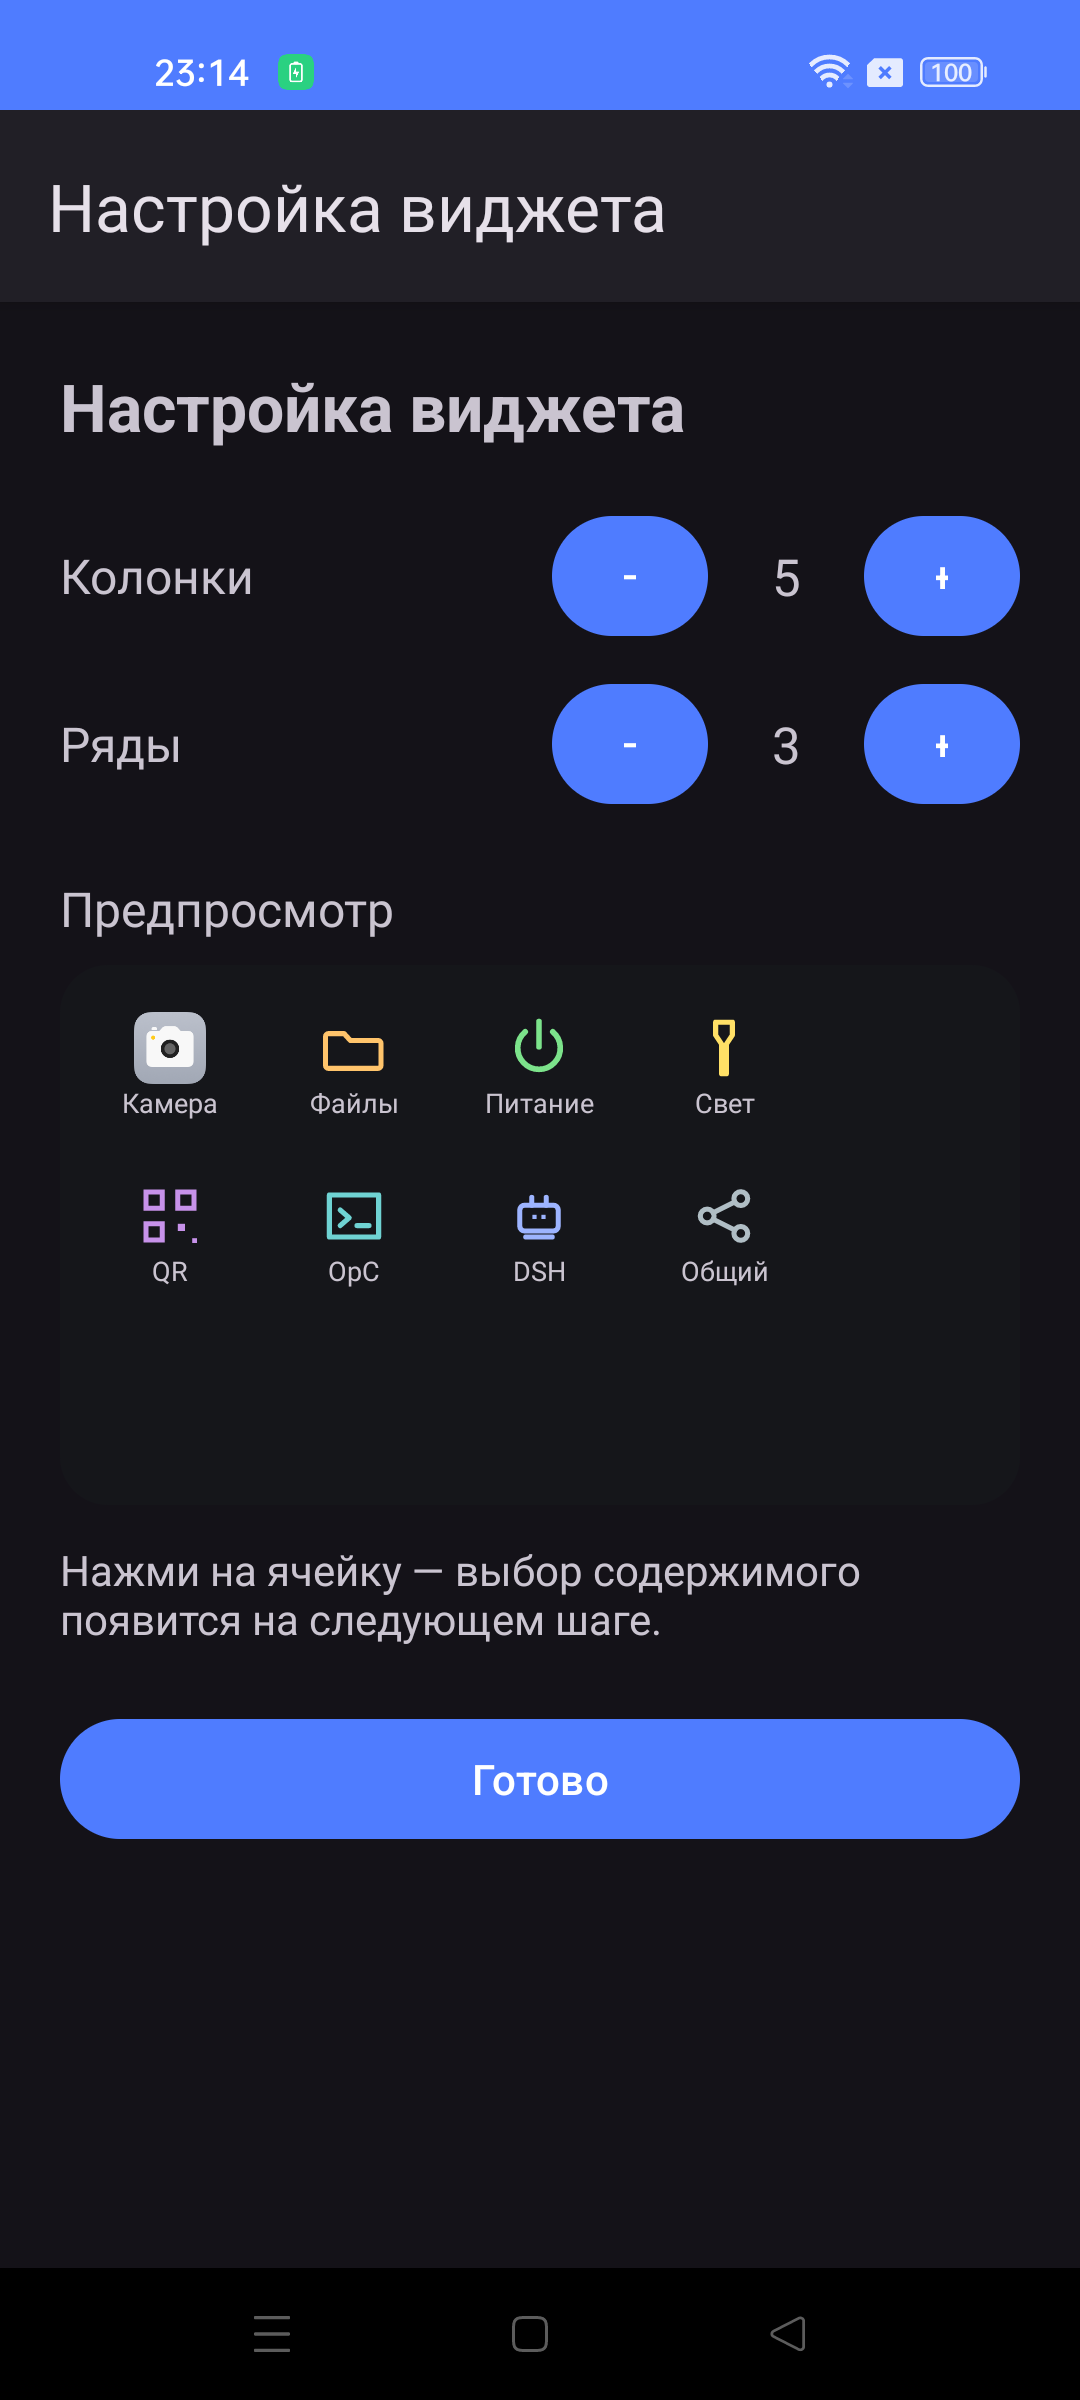 23:14
100
Настройка виджета
Настройка виджета
Колонки - 5 +
Ряды - 3 +
Предпросмотр
Камера Файлы Питание Свет
QR OpC DSH Общий
Нажми на ячейку — выбор содержимого
появится на следующем шаге.
Готово